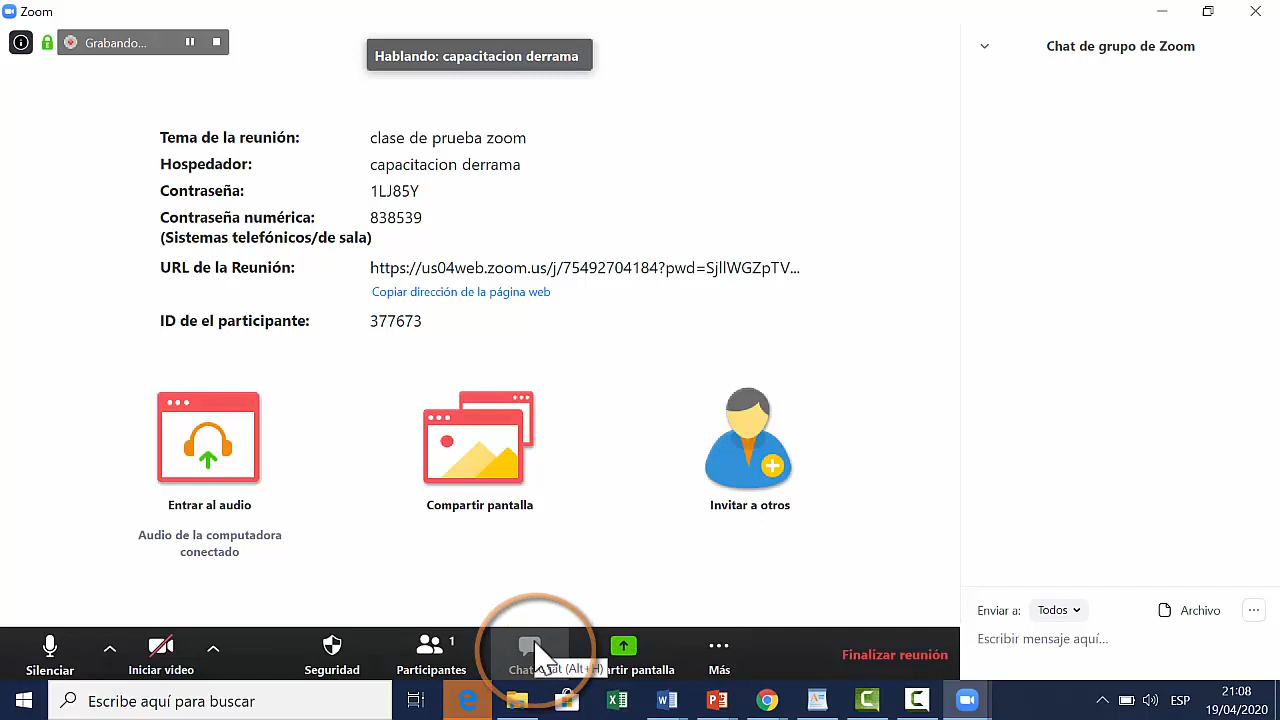 Zoom
Grabando...
Hablando: capacitacion derrama
Chat de grupo de Zoom
Tema de la reunión: clase de prueba zoom
Hospedador: capacitacion derrama
Contraseña: 1LJ85Y
Contraseña numérica: 838539
(Sistemas telefónicos/de sala)
URL de la Reunión: https://us04web.zoom.us/j/75492704184?pwd=SjllWGZpTV...
Copiar dirección de la página web
ID de el participante: 377673
Entrar al audio
Compartir pantalla
Invitar a otros
Audio de la computadora
conectado
Enviar a: Todos
Archivo
...
Escribir mensaje aquí...
1
Silenciar
Iniciar video
Seguridad
Participantes
Chat
(Alt+H)
rtir pantalla
Más
Finalizar reunión
Escribe aquí para buscar
ESP
21:08
19/04/2020